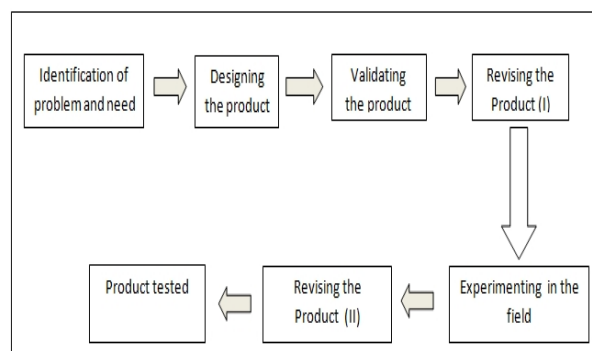 Identification of
problem and need
Designing
the product
Validating
the product
Revising the
Product (I)
Experimenting in the
field
Revising the
Product (II)
Product tested